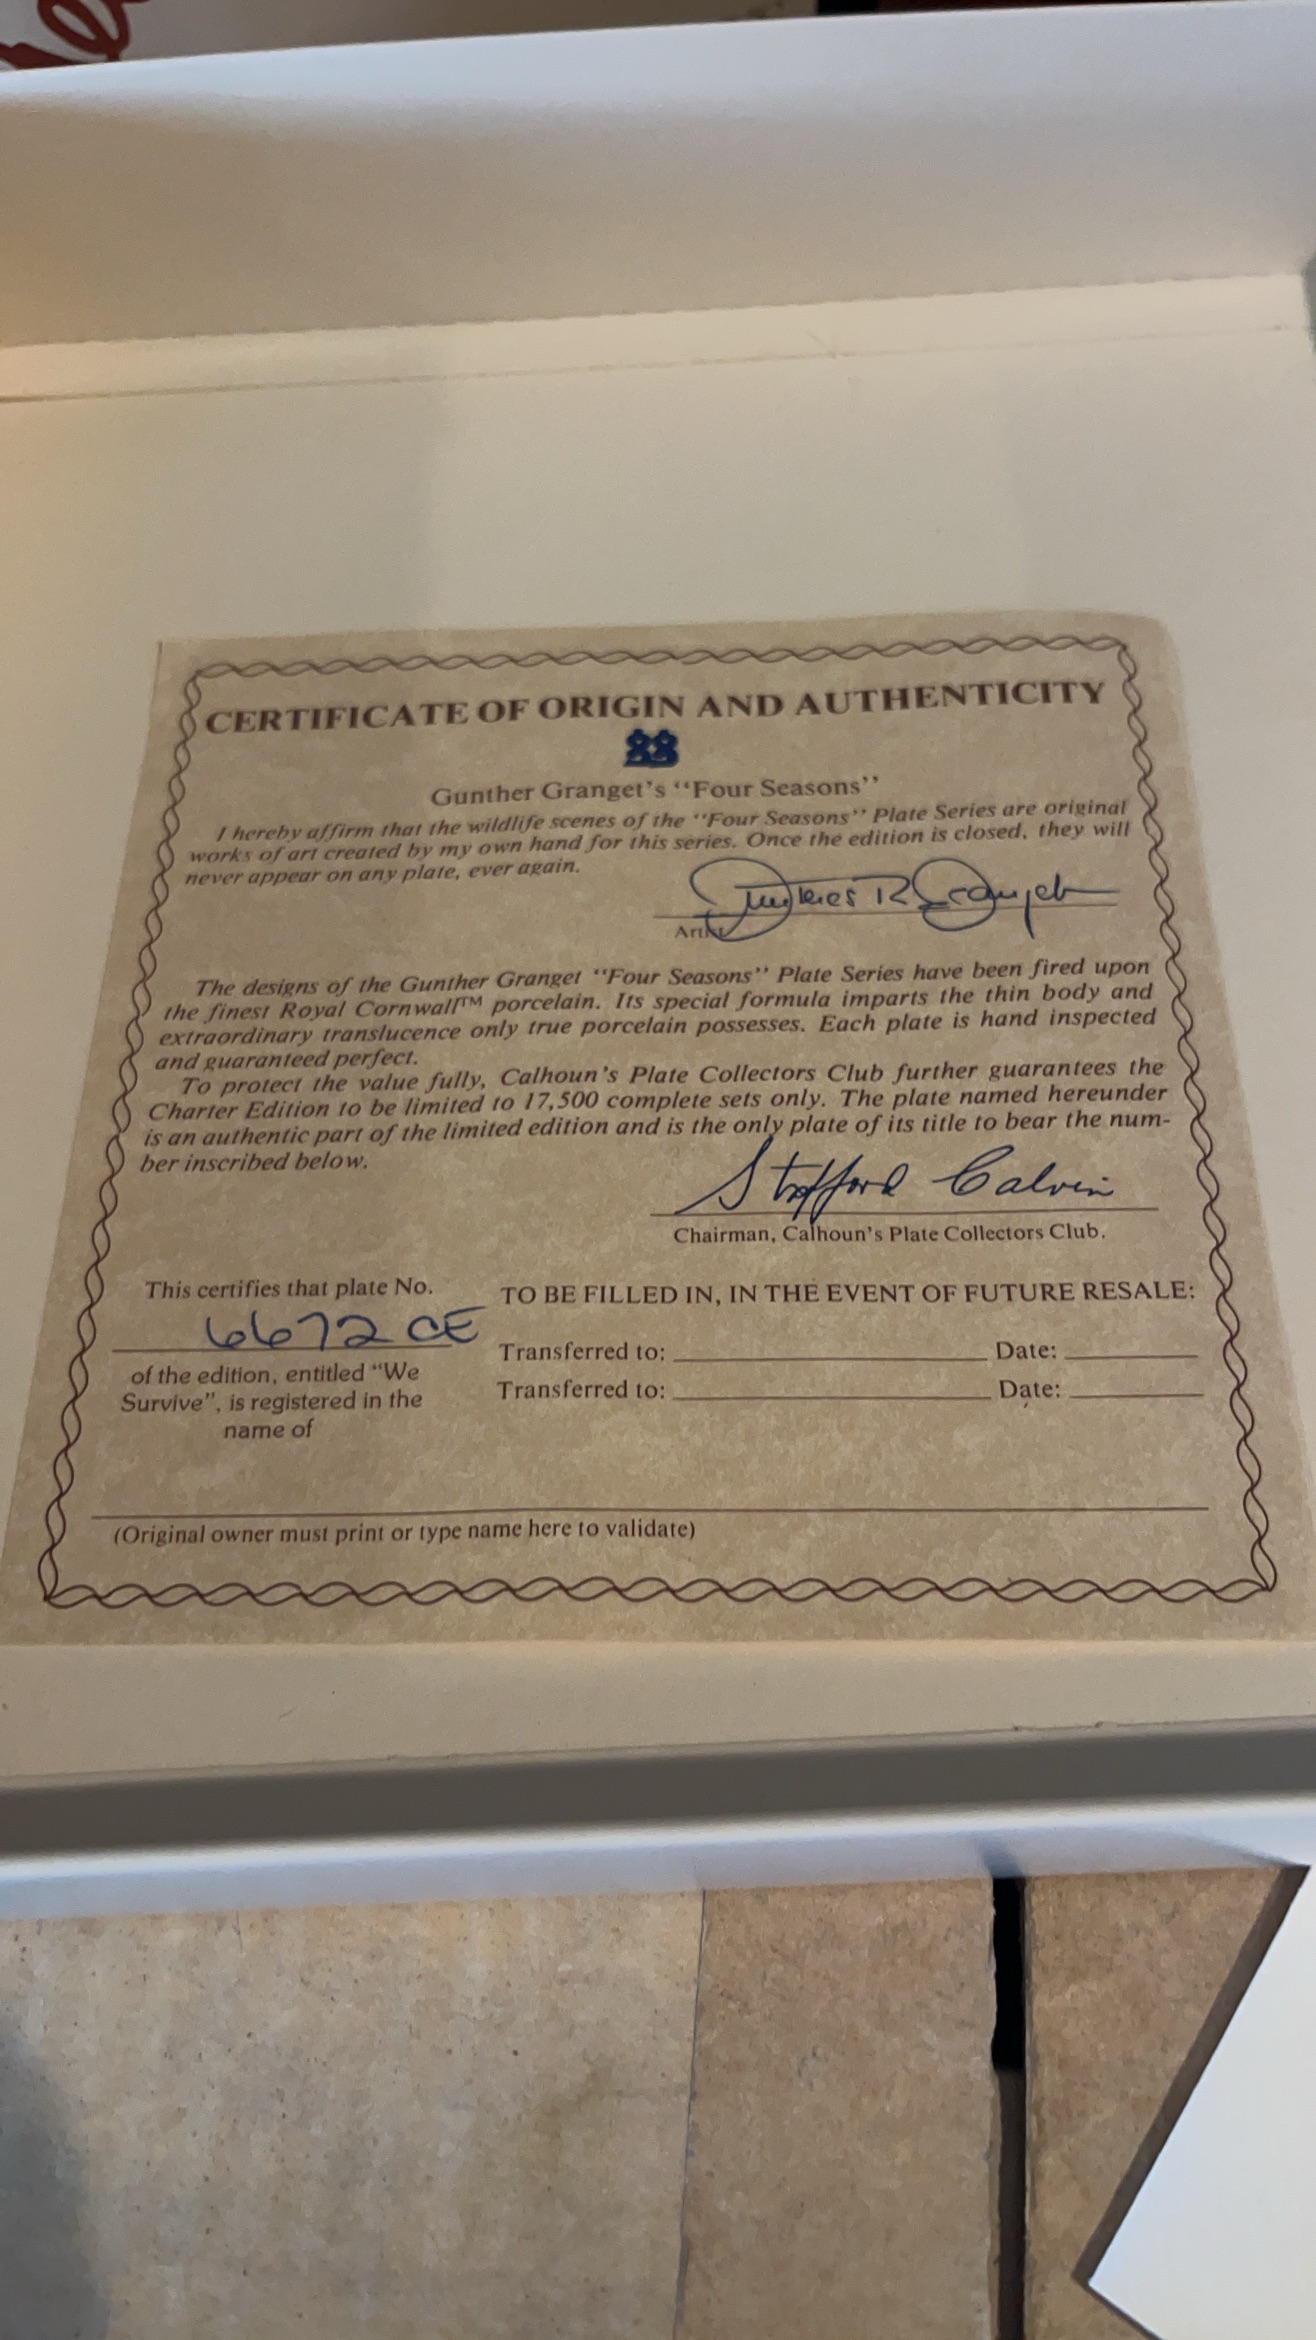 CERTIFICATE OF ORIGIN AND AUTHENTICITY
Gunther Granget's "Four Seasons"
I hereby affirm that the wildlife scenes of the "Four Seasons" Plate Series are original
works of art created by my own hand for this series. Once the edition is closed, they will
never appear on any plate, ever again.
Artist
The designs of the Gunther Granget "Four Seasons" Plate Series have been fired upon
the finest Royal Cornwall™ porcelain. Its special formula imparts the thin body and
extraordinary translucence only true porcelain possesses. Each plate is hand inspected
and guaranteed perfect.
To protect the value fully, Calhoun's Plate Collectors Club further guarantees the
Charter Edition to be limited to 17,500 complete sets only. The plate named hereunder
is an authentic part of the limited edition and is the only plate of its title to bear the num-
ber inscribed below.
Stafford Calvin
Chairman, Calhoun's Plate Collectors Club.
This certifies that plate No.
6672 CE
of the edition, entitled "We
Survive", is registered in the
name of
TO BE FILLED IN, IN THE EVENT OF FUTURE RESALE:
Transferred to: Date:
Transferred to: Date:
(Original owner must print or type name here to validate)